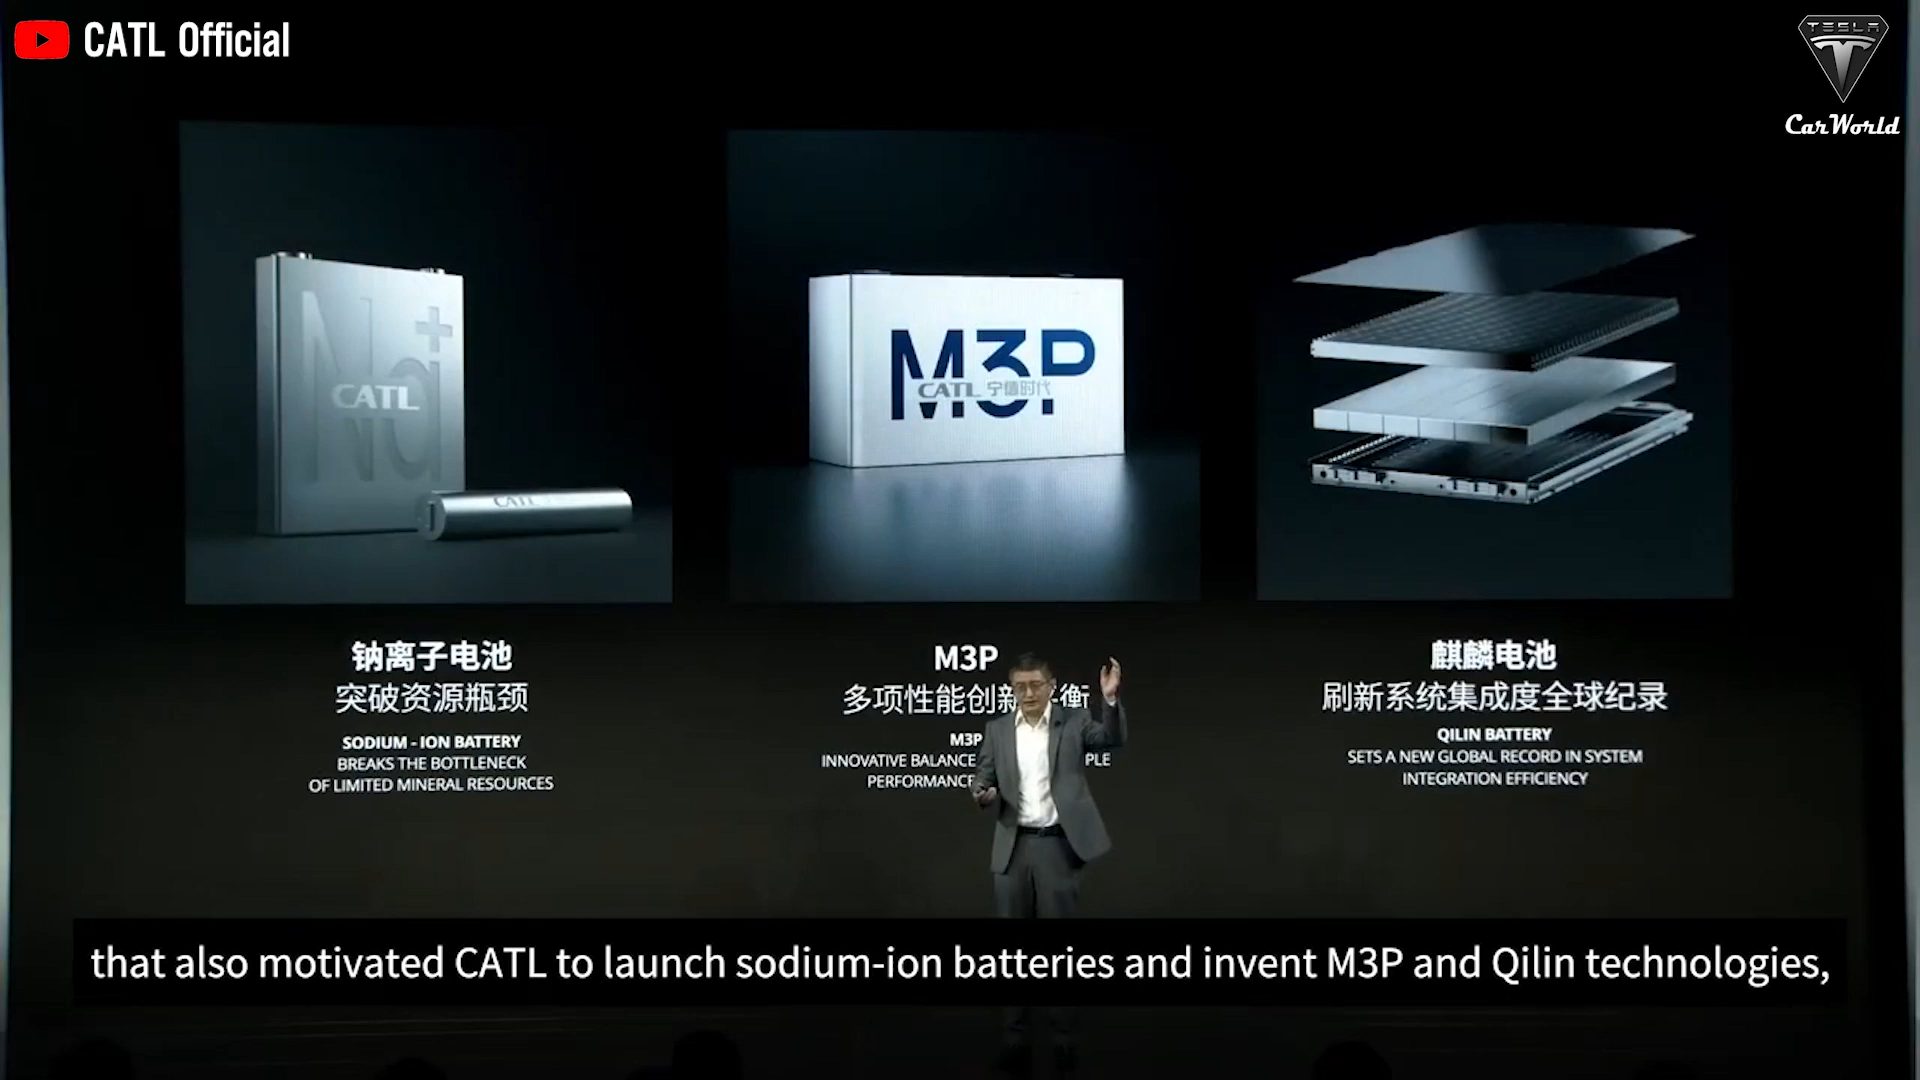 CATL Official
TESLA
CarWorld
Na+
CATL
CATL
M3P
CATL 宁德时代
钠离子电池
突破资源瓶颈
SODIUM - ION BATTERY
BREAKS THE BOTTLENECK
OF LIMITED MINERAL RESOURCES
M3P
多项性能创新 衡
M3P
INNOVATIVE BALANCE PLE
PERFORMANCE
麒麟电池
刷新系统集成度全球纪录
QILIN BATTERY
SETS A NEW GLOBAL RECORD IN SYSTEM
INTEGRATION EFFICIENCY
that also motivated CATL to launch sodium-ion batteries and invent M3P and Qilin technologies,